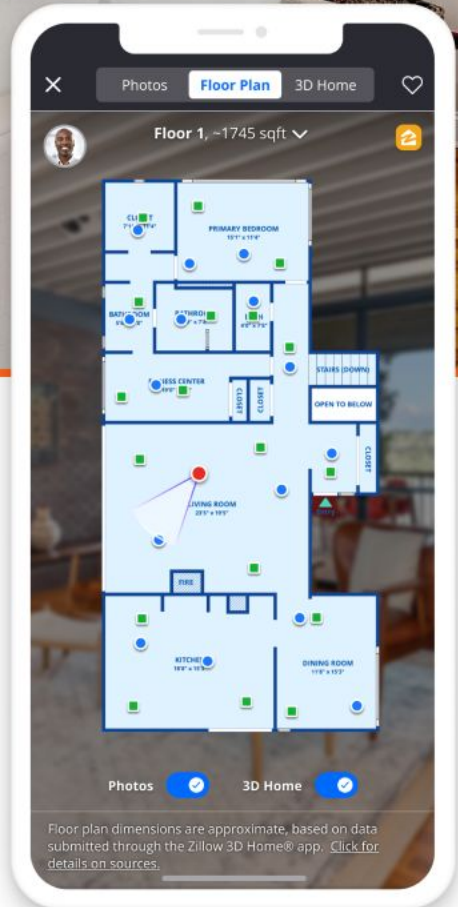 Photos Floor Plan 3D Home
Floor 1, ~1745 sqft
PRIMARY BEDROOM
STAIRS (DOWN)
OPEN TO BELOW
CENTER
CLOSET
CLOSET
CLOSET
LIVING ROOM
FIRE
DINING ROOM
Photos
3D Home
Floor plan dimensions are approximate, based on data
submitted through the Zillow 3D Home® app. Click for
details on sources.